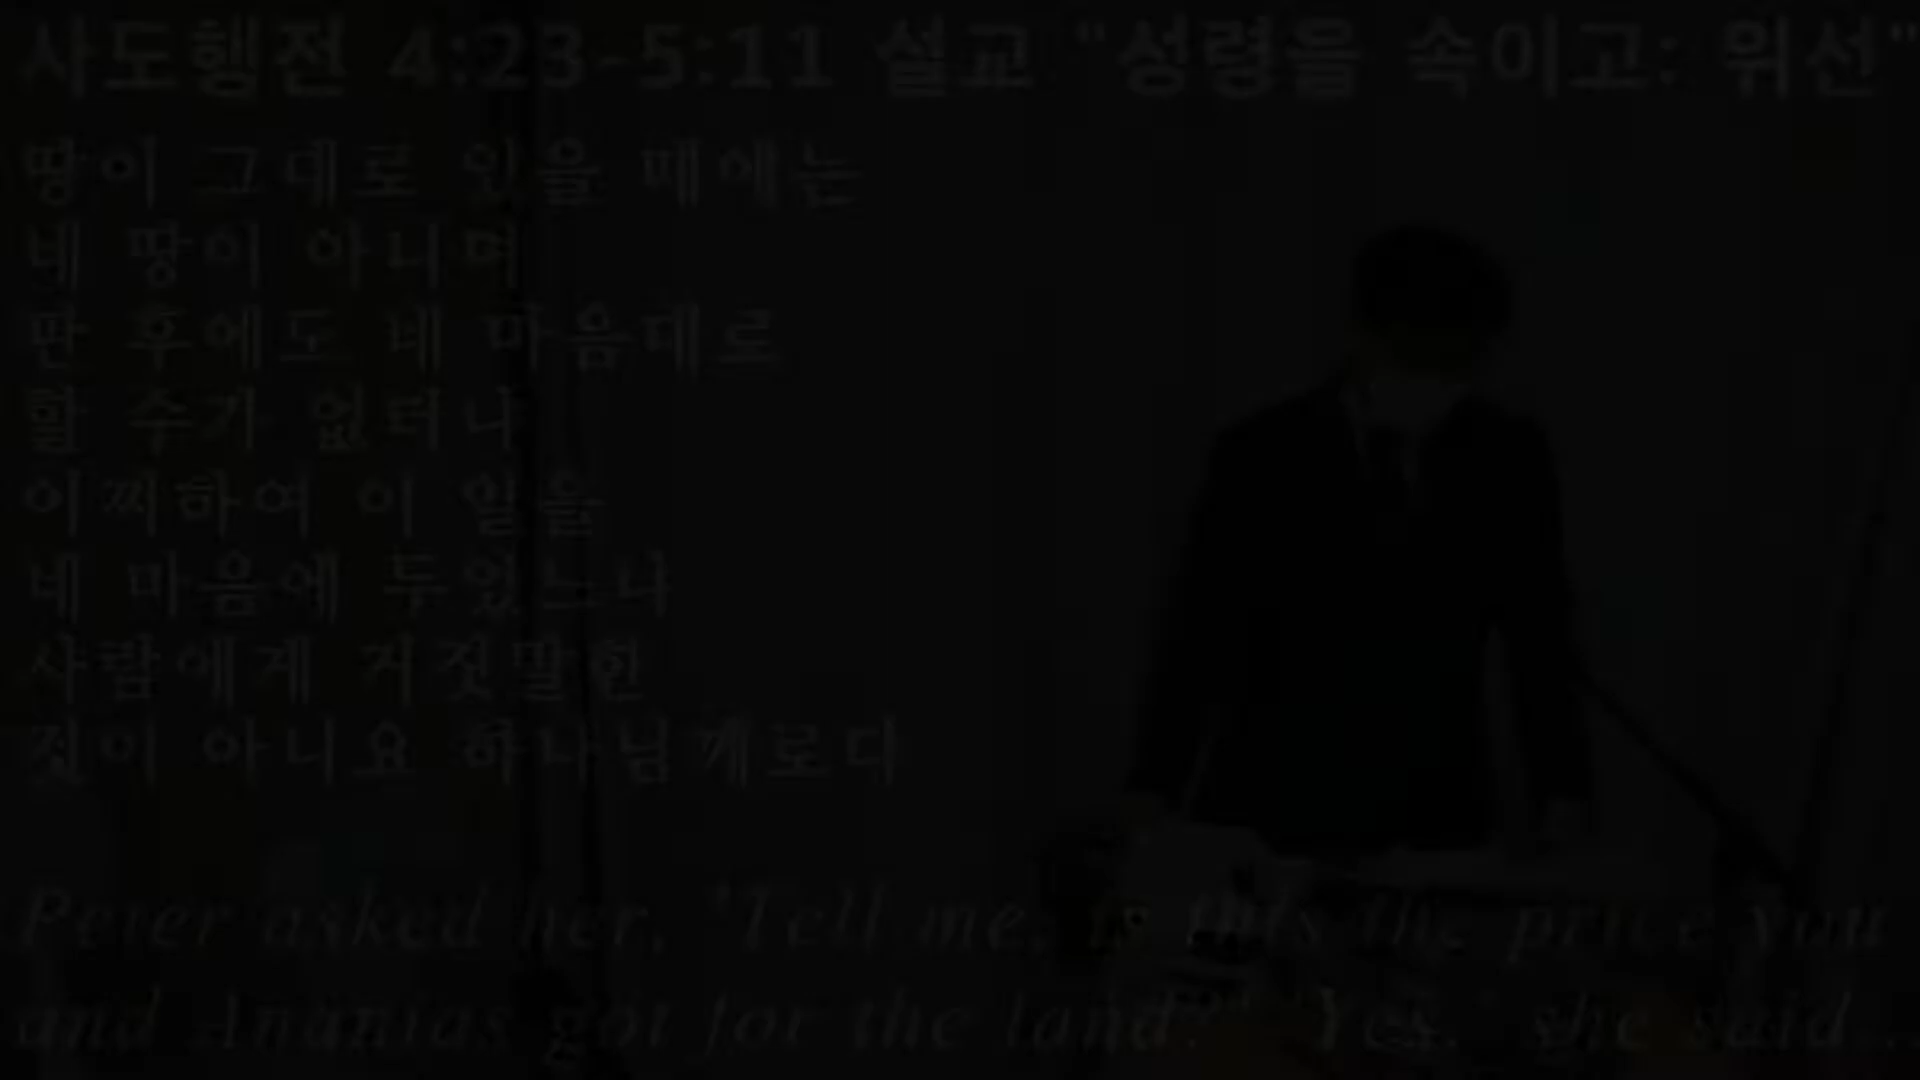 사도행전 4:23-5:11 설교 "성령을 속이고: 위선"
땅이 그대로 있을 때에는
네 땅이 아니며
판 후에도 네 마음대로
할 수가 없더냐
어찌하여 이 일을
네 마음에 두었느냐
사람에게 거짓말한
것이 아니요 하나님께로다
Peter asked her, "Tell me, is this the price you
and Ananias got for the land?" "Yes," she said...